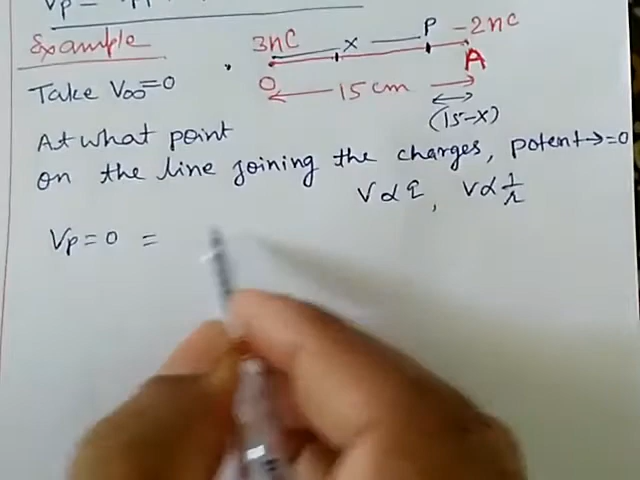 Vp =
Example
3nC x P -2nC
Take V∞=0
O 15 cm A
(15-x)
At what point
on the line joining the charges, potent→=0
V∝q, V∝1/r
Vp=0 =